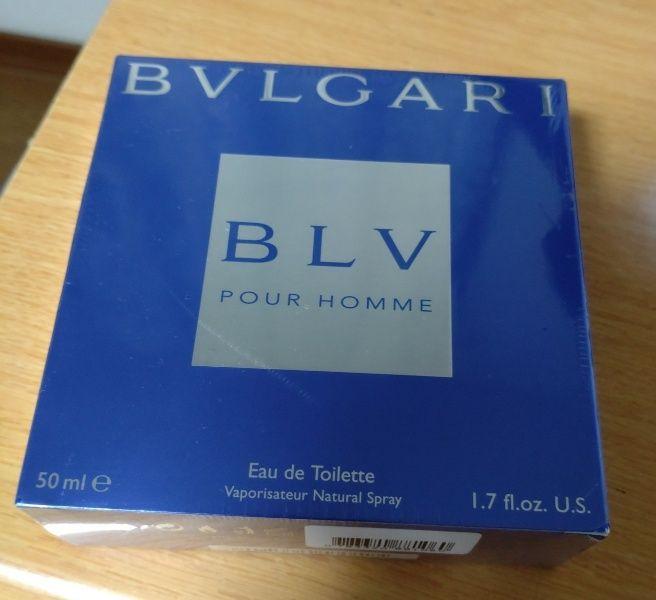 BVLGARI
BLV
POUR HOMME
Eau de Toilette
Vaporisateur Natural Spray
50 ml e
1.7 fl.oz. U.S.